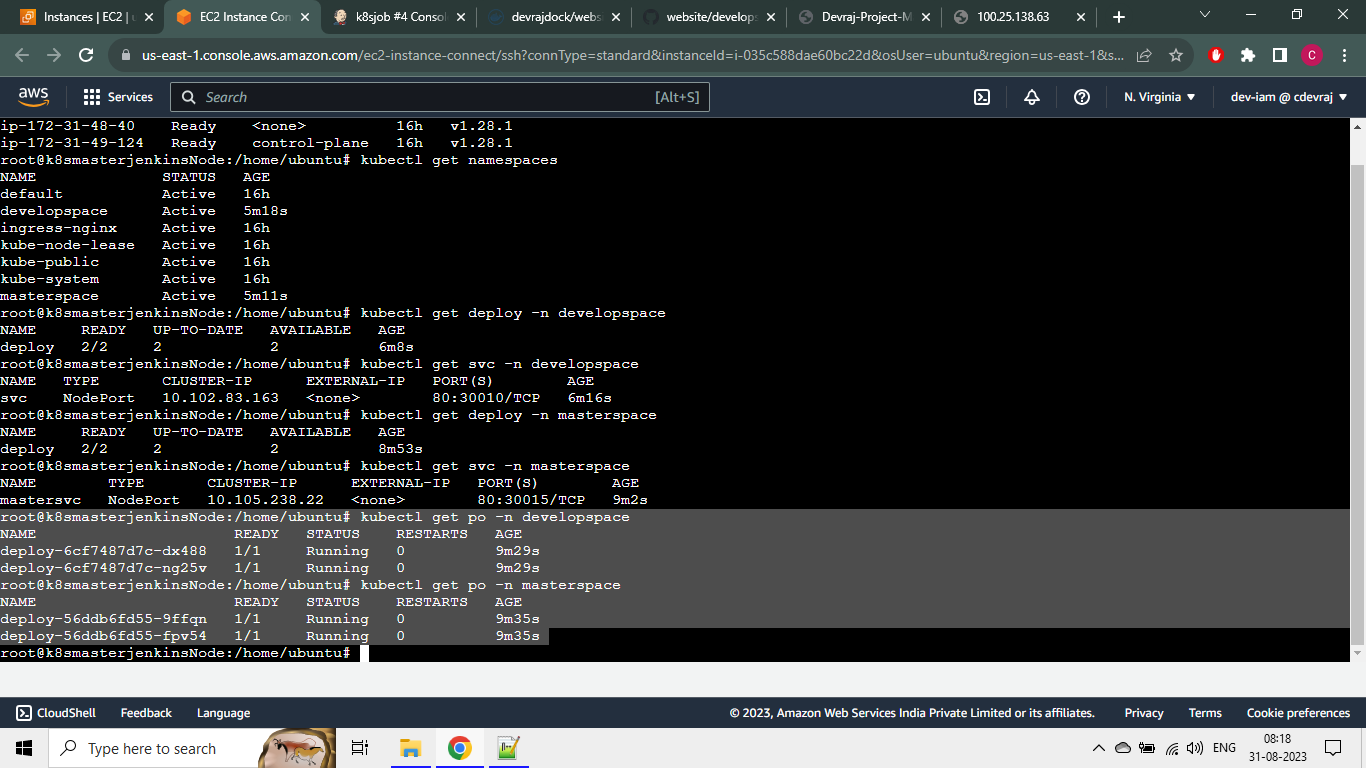 Instances | EC2 | u
EC2 Instance Con
k8sjob #4 Consol
devrajdock/webs
website/develops
Devraj-Project-M
100.25.138.63
us-east-1.console.aws.amazon.com/ec2-instance-connect/ssh?connType=standard&instanceId=i-035c588dae60bc22d&osUser=ubuntu&region=us-east-1&s...
C
aws
Services
Search
[Alt+S]
N. Virginia
dev-iam @ cdevraj
ip-172-31-48-40 Ready <none> 16h v1.28.1
ip-172-31-49-124 Ready control-plane 16h v1.28.1
root@k8smasterjenkinsNode:/home/ubuntu# kubectl get namespaces
NAME STATUS AGE
default Active 16h
developspace Active 5m18s
ingress-nginx Active 16h
kube-node-lease Active 16h
kube-public Active 16h
kube-system Active 16h
masterspace Active 5m11s
root@k8smasterjenkinsNode:/home/ubuntu# kubectl get deploy -n developspace
NAME READY UP-TO-DATE AVAILABLE AGE
deploy 2/2 2 2 6m8s
root@k8smasterjenkinsNode:/home/ubuntu# kubectl get svc -n developspace
NAME TYPE CLUSTER-IP EXTERNAL-IP PORT(S) AGE
svc NodePort 10.102.83.163 <none> 80:30010/TCP 6m16s
root@k8smasterjenkinsNode:/home/ubuntu# kubectl get deploy -n masterspace
NAME READY UP-TO-DATE AVAILABLE AGE
deploy 2/2 2 2 8m53s
root@k8smasterjenkinsNode:/home/ubuntu# kubectl get svc -n masterspace
NAME TYPE CLUSTER-IP EXTERNAL-IP PORT(S) AGE
mastersvc NodePort 10.105.238.22 <none> 80:30015/TCP 9m2s
root@k8smasterjenkinsNode:/home/ubuntu# kubectl get po -n developspace
NAME READY STATUS RESTARTS AGE
deploy-6cf7487d7c-dx488 1/1 Running 0 9m29s
deploy-6cf7487d7c-ng25v 1/1 Running 0 9m29s
root@k8smasterjenkinsNode:/home/ubuntu# kubectl get po -n masterspace
NAME READY STATUS RESTARTS AGE
deploy-56ddb6fd55-9ffqn 1/1 Running 0 9m35s
deploy-56ddb6fd55-fpv54 1/1 Running 0 9m35s
root@k8smasterjenkinsNode:/home/ubuntu#
CloudShell
Feedback
Language
© 2023, Amazon Web Services India Private Limited or its affiliates.
Privacy
Terms
Cookie preferences
Type here to search
ENG
08:18
31-08-2023